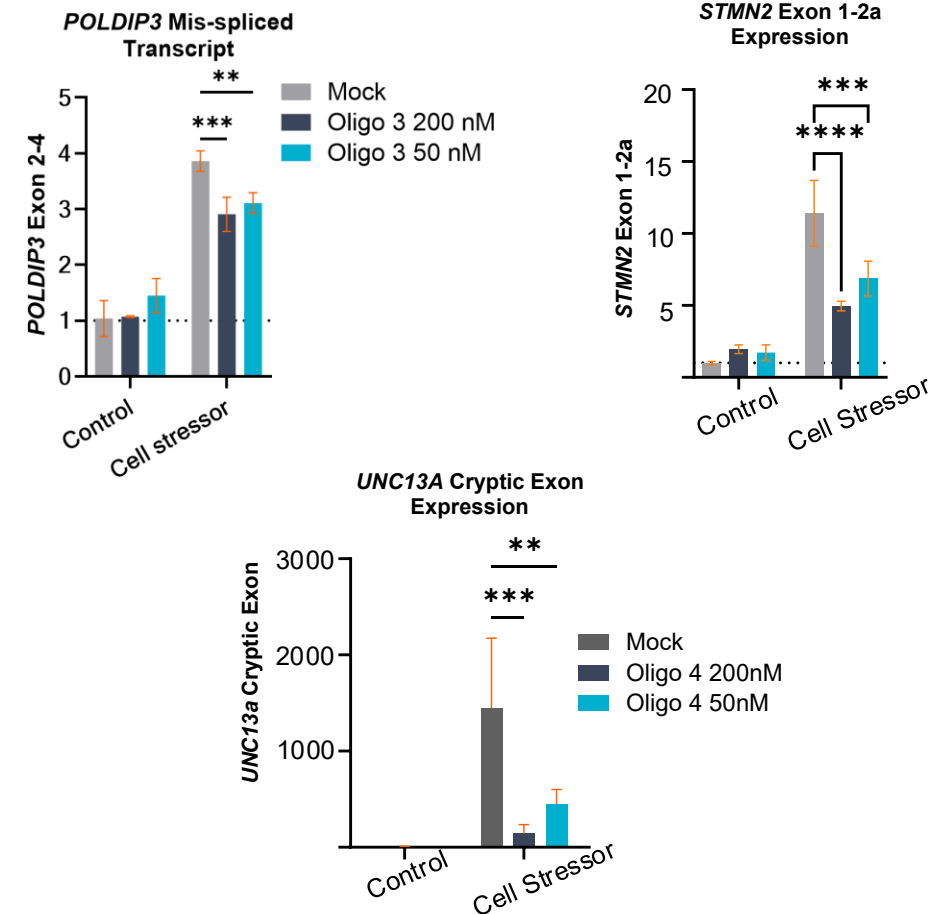 POLDIP3 Mis-spliced
Transcript
POLDIP3 Exon 2-4
5
4
3
2
1
0
**
***
Control
Cell stressor
Mock
Oligo 3 200 nM
Oligo 3 50 nM
STMN2 Exon 1-2a
Expression
STMN2 Exon 1-2a
20
15
10
5
***
****
Control
Cell Stressor
UNC13A Cryptic Exon
Expression
UNC13a Cryptic Exon
3000
2000
1000
**
***
Control
Cell Stressor
Mock
Oligo 4 200nM
Oligo 4 50nM